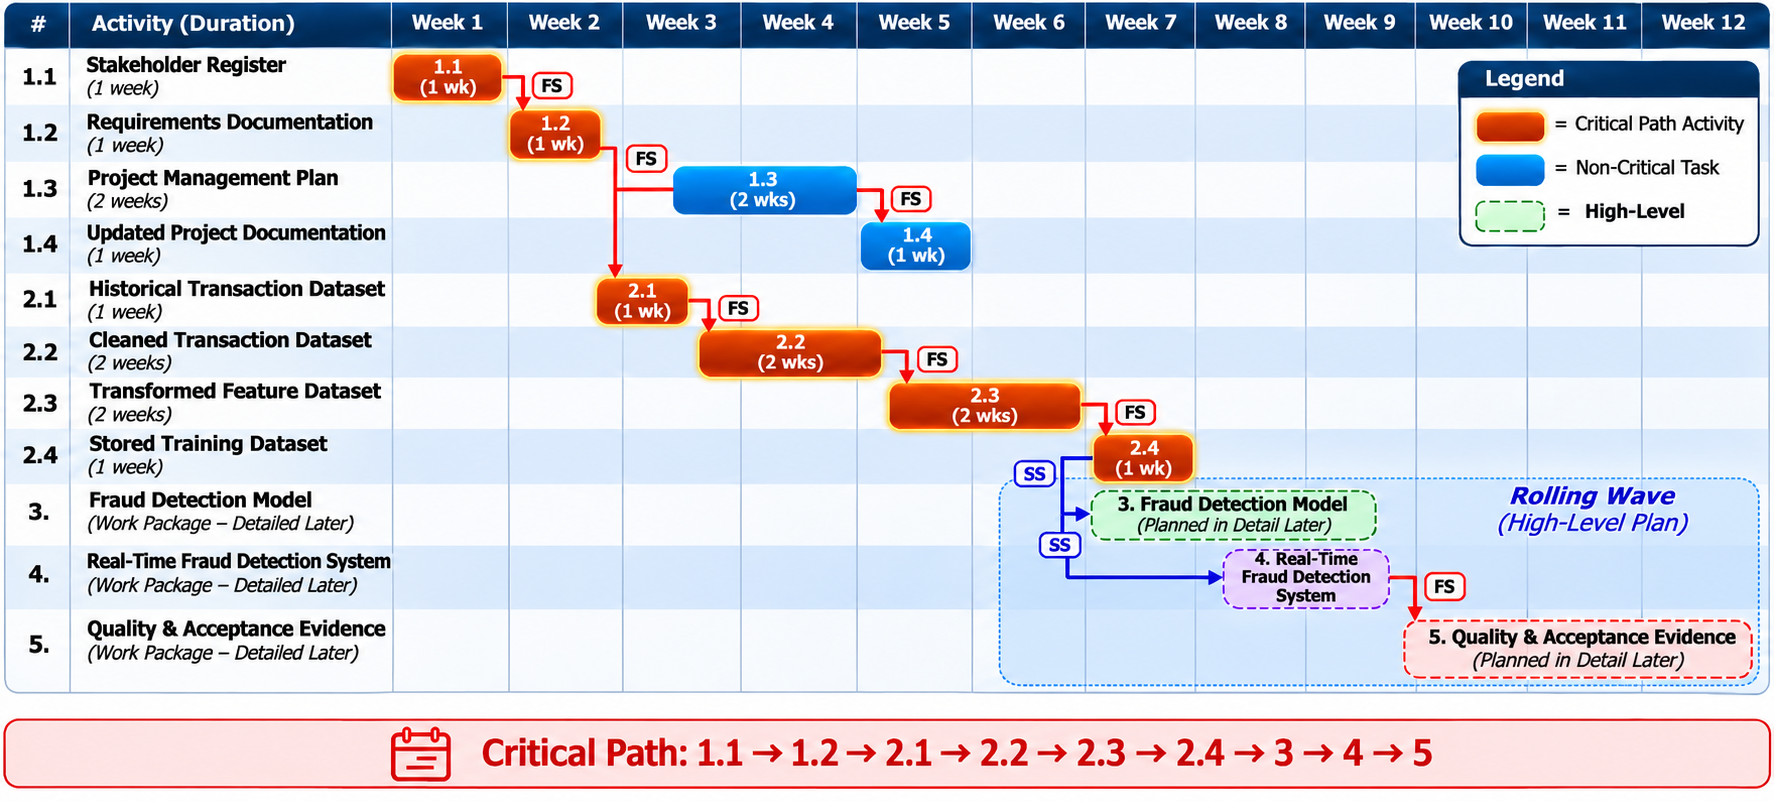 # Activity (Duration) Week 1 Week 2 Week 3 Week 4 Week 5 Week 6 Week 7 Week 8 Week 9 Week 10 Week 11 Week 12
1.1 Stakeholder Register
(1 week)
1.1
(1 wk)
FS
1.2 Requirements Documentation
(1 week)
1.2
(1 wk)
FS
1.3 Project Management Plan
(2 weeks)
1.3
(2 wks)
FS
1.4 Updated Project Documentation
(1 week)
1.4
(1 wk)
2.1 Historical Transaction Dataset
(1 week)
2.1
(1 wk)
FS
2.2 Cleaned Transaction Dataset
(2 weeks)
2.2
(2 wks)
FS
2.3 Transformed Feature Dataset
(2 weeks)
2.3
(2 wks)
FS
2.4 Stored Training Dataset
(1 week)
2.4
(1 wk)
SS
3. Fraud Detection Model
(Work Package – Detailed Later)
3. Fraud Detection Model
(Planned in Detail Later)
SS
4. Real-Time Fraud Detection System
(Work Package – Detailed Later)
4. Real-Time
Fraud Detection
System
FS
5. Quality & Acceptance Evidence
(Work Package – Detailed Later)
5. Quality & Acceptance Evidence
(Planned in Detail Later)
Rolling Wave
(High-Level Plan)
Legend
= Critical Path Activity
= Non-Critical Task
= High-Level
Critical Path: 1.1 → 1.2 → 2.1 → 2.2 → 2.3 → 2.4 → 3 → 4 → 5